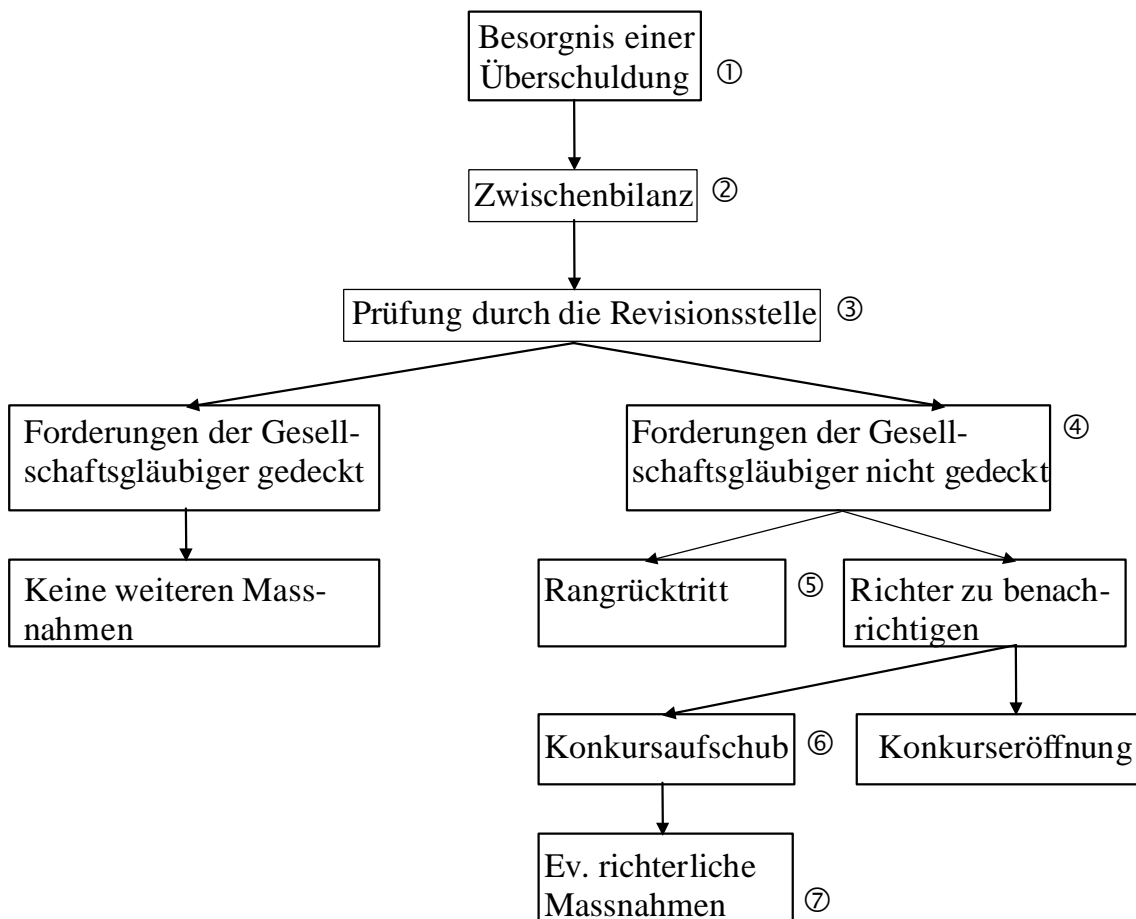 Besorgnis einer
Überschuldung ①
Zwischenbilanz ②
Prüfung durch die Revisionsstelle ③
Forderungen der Gesell-
schaftsgläubiger gedeckt
Forderungen der Gesell-
schaftsgläubiger nicht gedeckt ④
Keine weiteren Mass-
nahmen
Rangrücktritt ⑤
Richter zu benach-
richtigen
Konkursaufschub ⑥
Konkurseröffnung
Ev. richterliche
Massnahmen ⑦